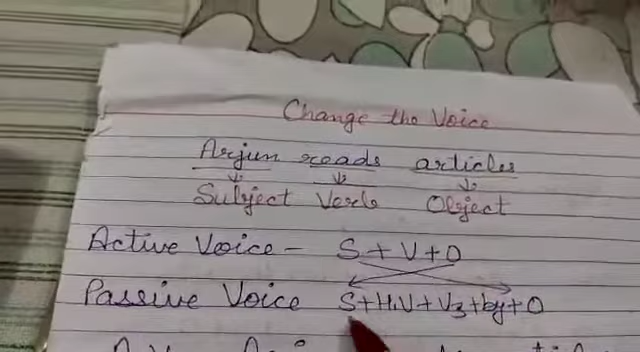 Change the Voice
Arjun reads articles
Subject Verb Object
Active Voice - S + V + O
Passive Voice S + H.V + V3 + by + O